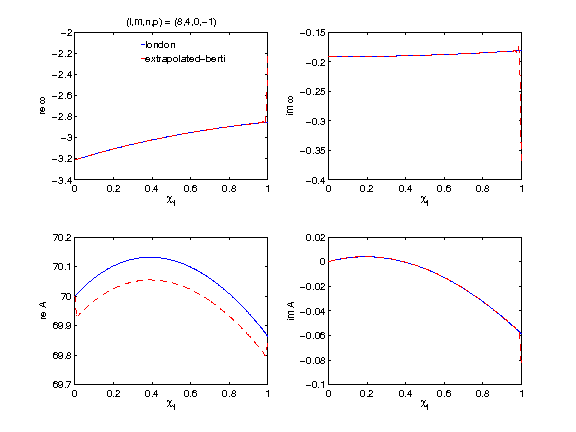 (l,m,n,p) = (8,4,0,−1)
−2
−2.2
−2.4
−2.6
−2.8
−3
−3.2
−3.4
re ω
london
extrapolated−berti
0 0.2 0.4 0.6 0.8 1
χf
−0.15
−0.2
−0.25
−0.3
−0.35
−0.4
im ω
0 0.2 0.4 0.6 0.8 1
χf
70.2
70.1
70
69.9
69.8
69.7
re A
0 0.2 0.4 0.6 0.8 1
χf
0.02
0
−0.02
−0.04
−0.06
−0.08
−0.1
im A
0 0.2 0.4 0.6 0.8 1
χf